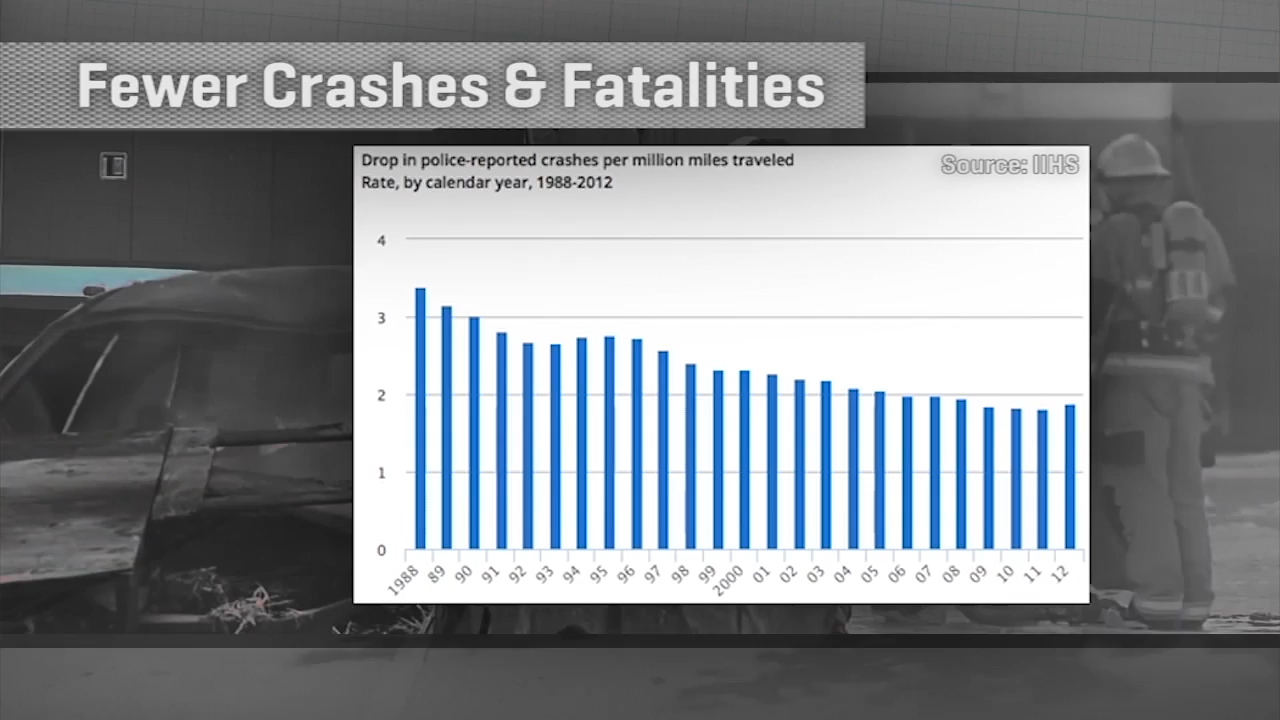 Fewer Crashes & Fatalities
Drop in police-reported crashes per million miles traveled
Source: IIHS
Rate, by calendar year, 1988-2012
4
3
2
1
0
1988 89 90 91 92 93 94 95 96 97 98 99 2000 01 02 03 04 05 06 07 08 09 10 11 12